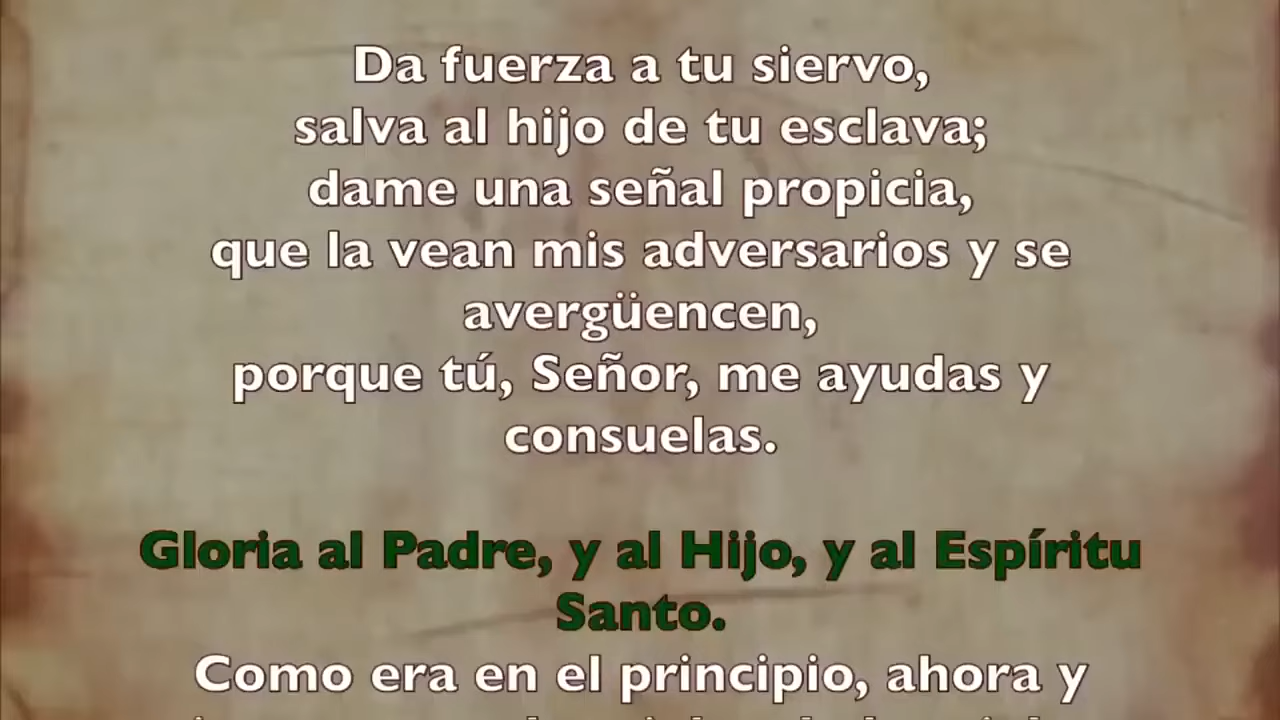 Da fuerza a tu siervo,
salva al hijo de tu esclava;
dame una señal propicia,
que la vean mis adversarios y se
avergüencen,
porque tú, Señor, me ayudas y
consuelas.
Gloria al Padre, y al Hijo, y al Espíritu
Santo.
Como era en el principio, ahora y